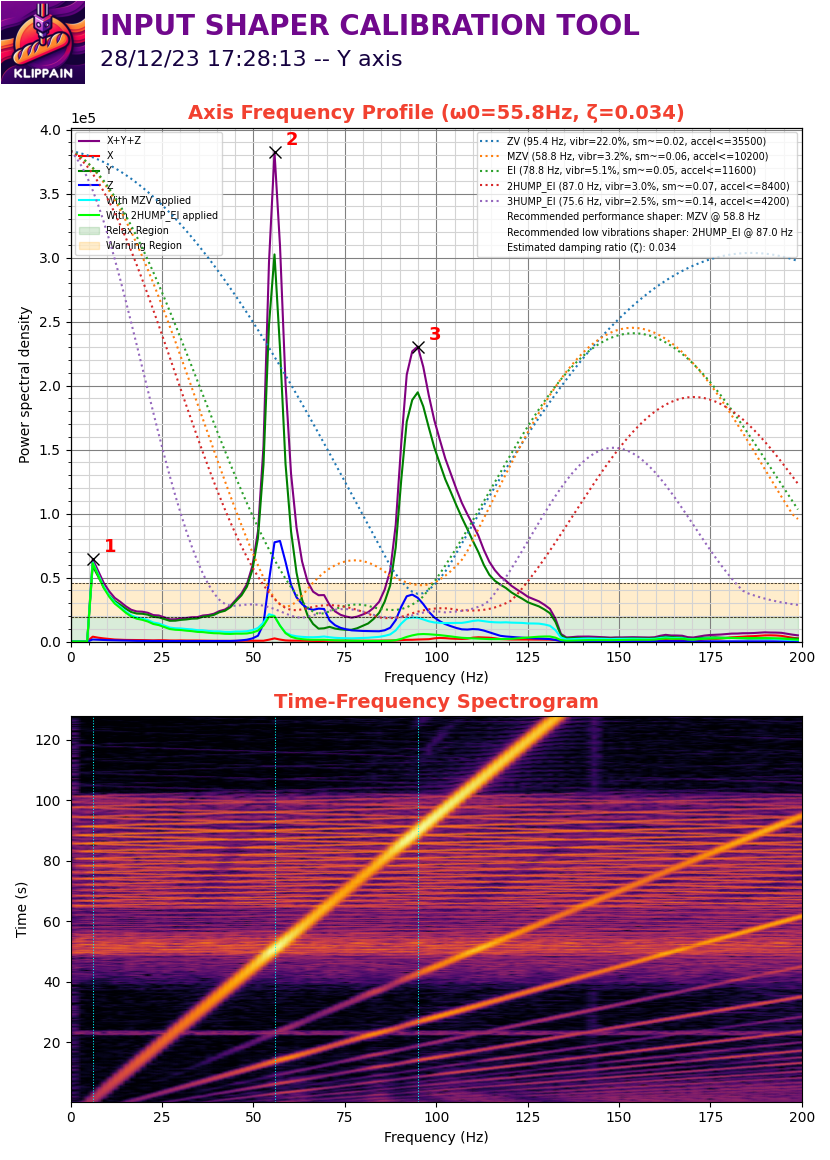 INPUT SHAPER CALIBRATION TOOL
28/12/23 17:28:13 -- Y axis
KLIPPAIN
Axis Frequency Profile (ω0=55.8Hz, ζ=0.034)
1e5
X+Y+Z
X
Y
Z
With MZV applied
With 2HUMP_EI applied
Relax Region
Warning Region
ZV (95.4 Hz, vibr=22.0%, sm~=0.02, accel<=35500)
MZV (58.8 Hz, vibr=3.2%, sm~=0.06, accel<=10200)
EI (78.8 Hz, vibr=5.1%, sm~=0.05, accel<=11600)
2HUMP_EI (87.0 Hz, vibr=3.0%, sm~=0.07, accel<=8400)
3HUMP_EI (75.6 Hz, vibr=2.5%, sm~=0.14, accel<=4200)
Recommended performance shaper: MZV @ 58.8 Hz
Recommended low vibrations shaper: 2HUMP_EI @ 87.0 Hz
Estimated damping ratio (ζ): 0.034
1
2
3
Power spectral density
4.0
3.5
3.0
2.5
2.0
1.5
1.0
0.5
0.0
0 25 50 75 100 125 150 175 200
Frequency (Hz)
Time-Frequency Spectrogram
Time (s)
120
100
80
60
40
20
0 25 50 75 100 125 150 175 200
Frequency (Hz)